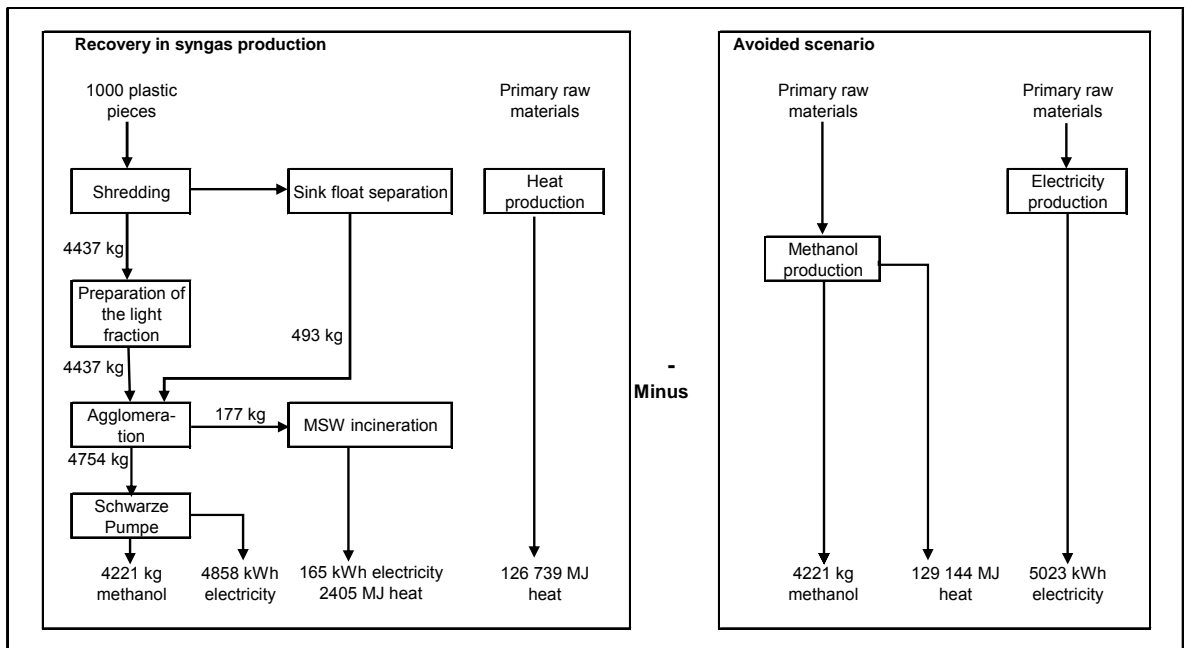 Recovery in syngas production
1000 plastic
pieces
Primary raw
materials
Shredding
Sink float separation
Heat
production
4437 kg
Preparation of
the light
fraction
493 kg
4437 kg
Agglomera-
tion
177 kg
MSW incineration
4754 kg
Schwarze
Pumpe
4221 kg
methanol
4858 kWh
electricity
165 kWh electricity
2405 MJ heat
126 739 MJ
heat
-
Minus
Avoided scenario
Primary raw
materials
Primary raw
materials
Electricity
production
Methanol
production
4221 kg
methanol
129 144 MJ
heat
5023 kWh
electricity